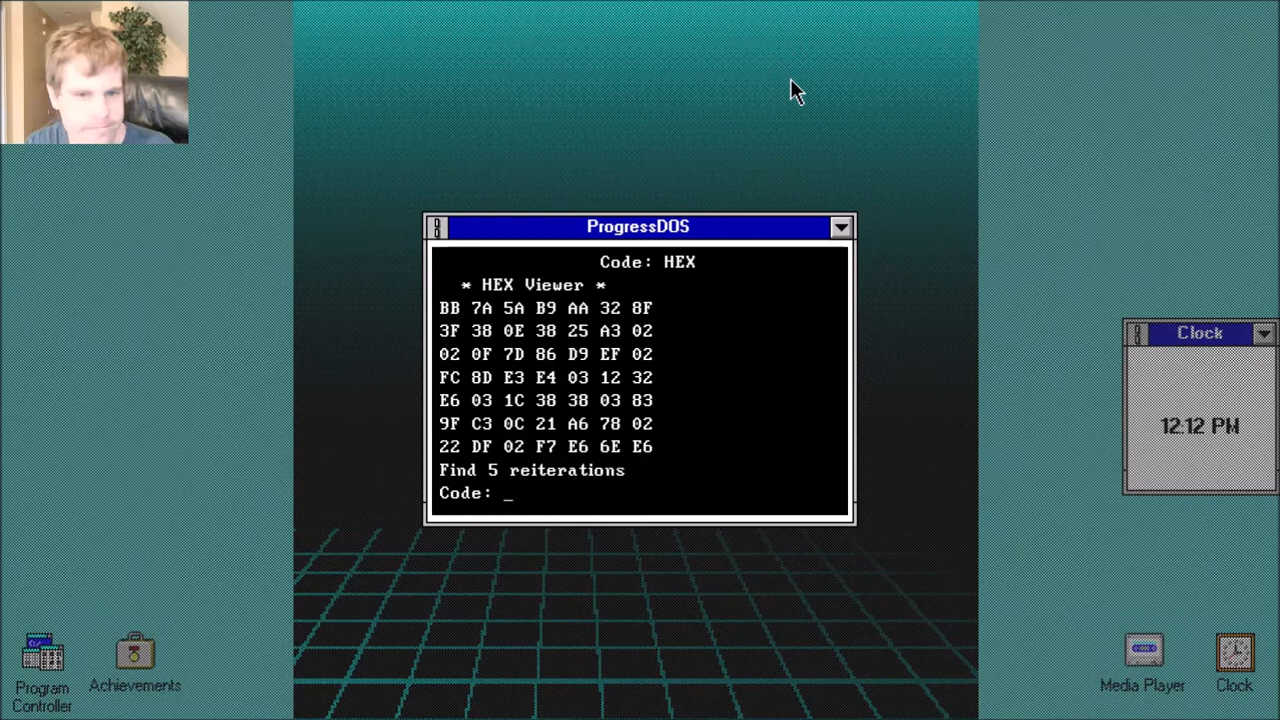 ProgressDOS
Code: HEX
* HEX Viewer *
BB 7A 5A B9 AA 32 8F
3F 38 0E 38 25 A3 02
02 0F 7D 86 D9 EF 02
FC 8D E3 E4 03 12 32
E6 03 1C 38 38 03 83
9F C3 0C 21 A6 78 02
22 DF 02 F7 E6 6E E6
Find 5 reiterations
Code: _
Clock
12:12 PM
Program
Controller
Achievements
Media Player
Clock